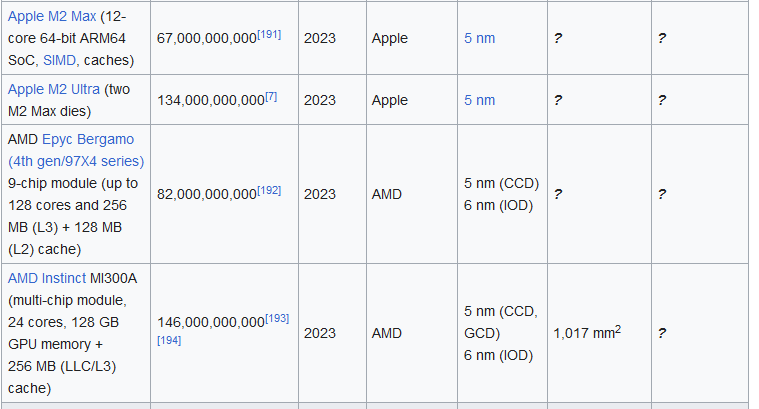 Apple M2 Max (12-
core 64-bit ARM64
SoC, SIMD, caches)
67,000,000,000[191]
2023
Apple
5 nm
?
?
Apple M2 Ultra (two
M2 Max dies)
134,000,000,000[7]
2023
Apple
5 nm
?
?
AMD Epyc Bergamo
(4th gen/97X4 series)
9-chip module (up to
128 cores and 256
MB (L3) + 128 MB
(L2) cache)
82,000,000,000[192]
2023
AMD
5 nm (CCD)
6 nm (IOD)
?
?
AMD Instinct MI300A
(multi-chip module,
24 cores, 128 GB
GPU memory +
256 MB (LLC/L3)
cache)
146,000,000,000[193]
[194]
2023
AMD
5 nm (CCD,
GCD)
6 nm (IOD)
1,017 mm2
?